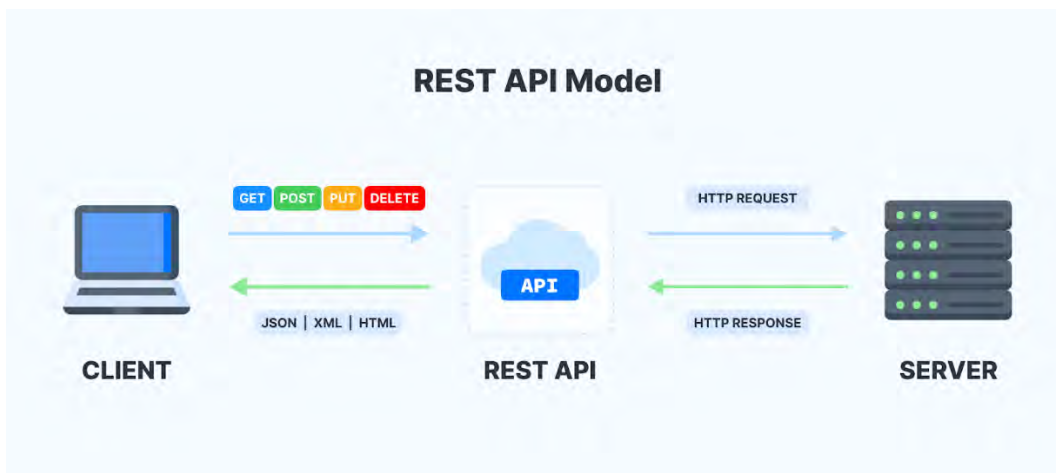 REST API Model
GET POST PUT DELETE
HTTP REQUEST
API
JSON | XML | HTML
HTTP RESPONSE
CLIENT
REST API
SERVER